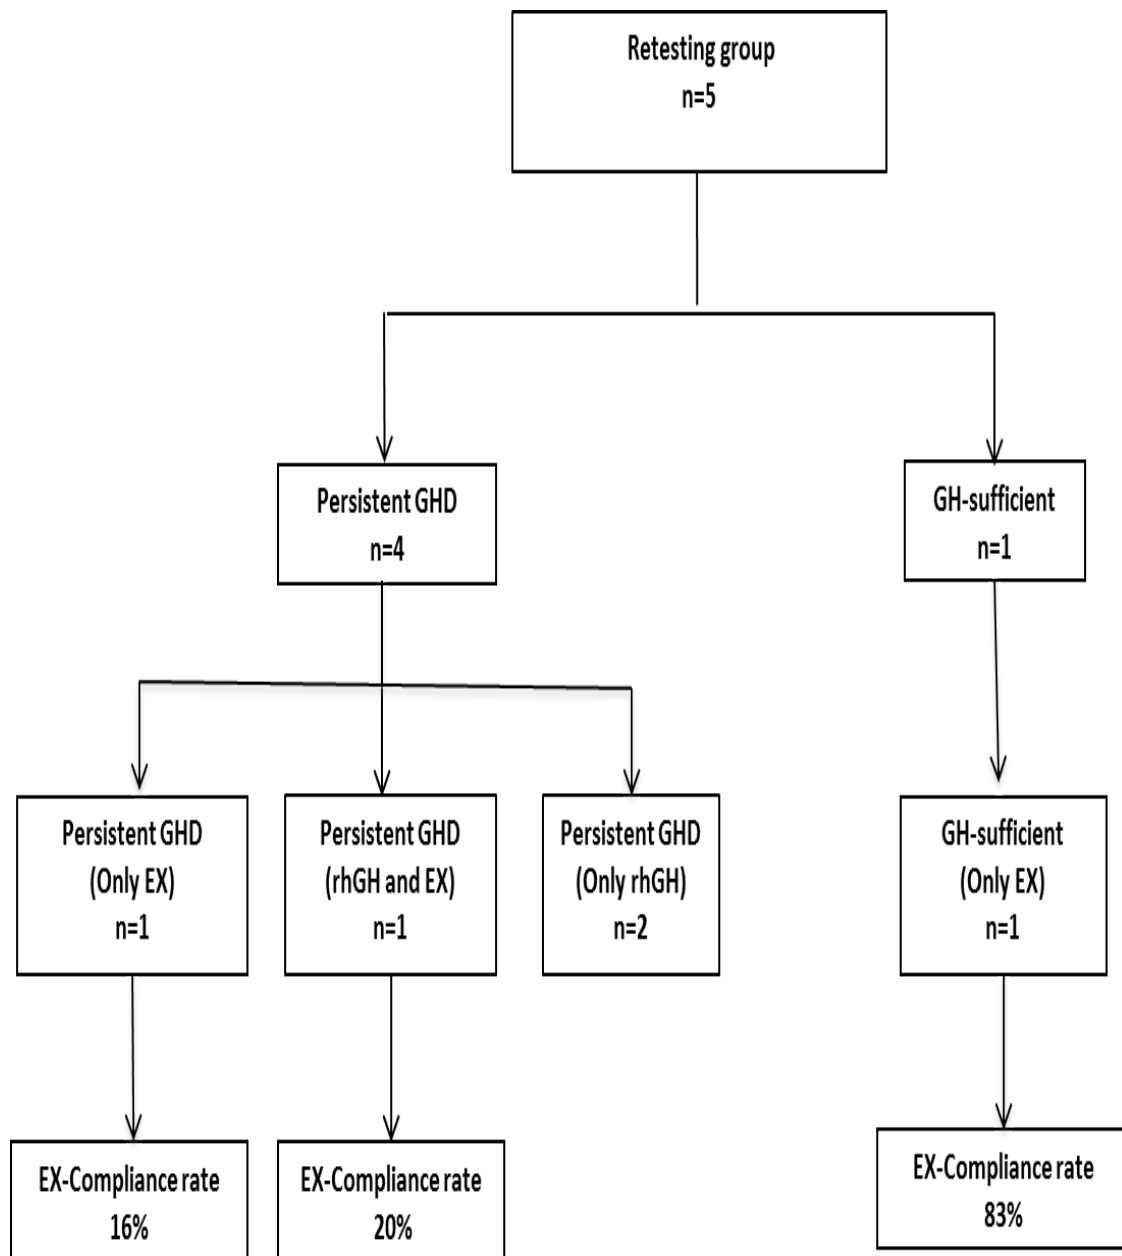 Retesting group
n=5
Persistent GHD
n=4
GH-sufficient
n=1
Persistent GHD
(Only EX)
n=1
Persistent GHD
(rhGH and EX)
n=1
Persistent GHD
(Only rhGH)
n=2
GH-sufficient
(Only EX)
n=1
EX-Compliance rate
16%
EX-Compliance rate
20%
EX-Compliance rate
83%